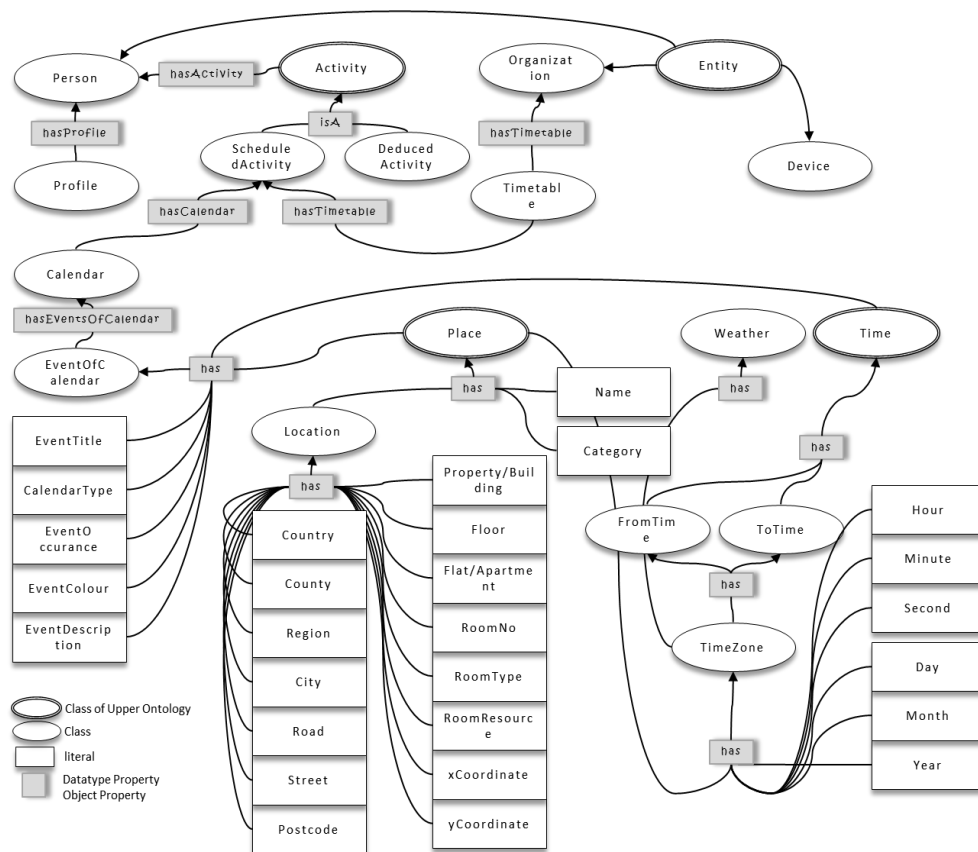 Person
hasActivity
Activity
Organizat
ion
Entity
isA
hasProfile
hasTimetable
Schedule
dActivity
Deduced
Activity
Device
Profile
Timetabl
e
hasCalendar
hasTimetable
Calendar
hasEventsOfCalendar
Place
Weather
Time
EventOfC
alendar
has
has
has
Name
Location
EventTitle
Category
has
has
Property/Buil
ding
CalendarType
Country
Floor
FromTim
e
ToTime
Hour
EventO
ccurance
County
Flat/Apartm
ent
has
Minute
EventColour
Region
RoomNo
Second
EventDescrip
tion
City
RoomType
TimeZone
Day
Class of Upper Ontology
Class
literal
Datatype Property
Object Property
Road
RoomResourc
e
has
Month
Street
xCoordinate
Year
Postcode
yCoordinate